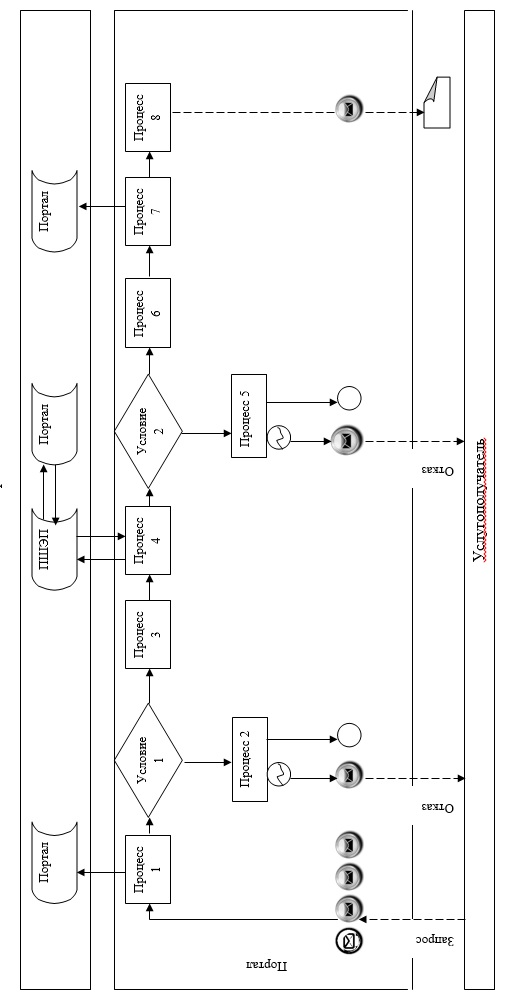 Портал
Процесс
8
Портал
Процесс
7
Процесс
6
Портал
Условие
2
Процесс 5
Отказ
Услугополучатель
ПЕШП
Процесс
4
Процесс
3
Условие
1
Процесс 2
Отказ
Портал
Процесс
1
Запрос